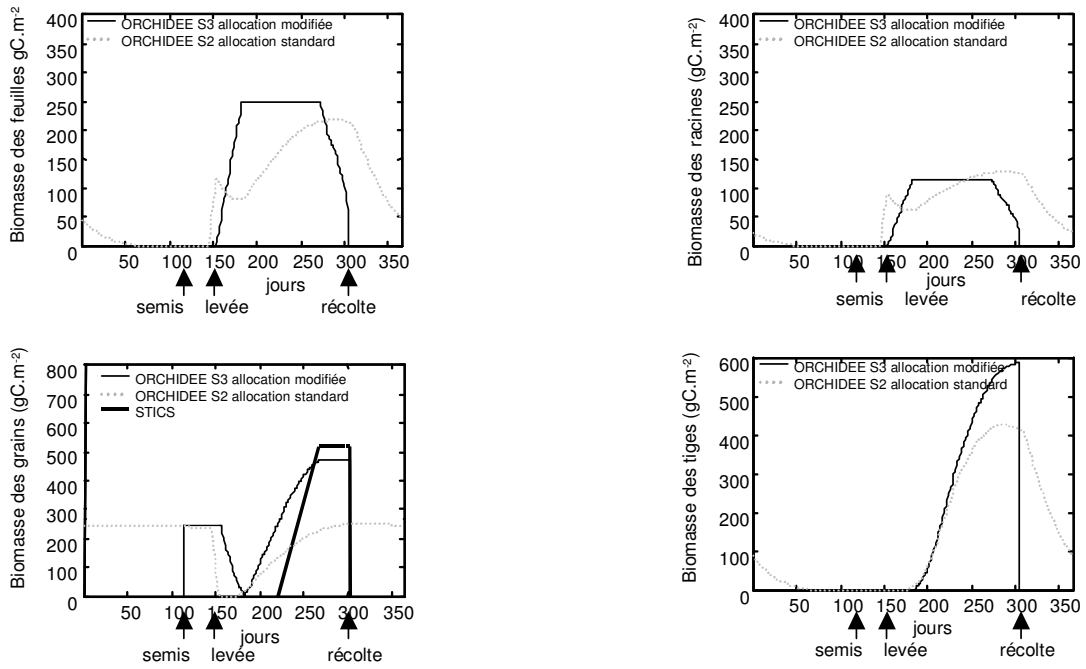 Biomasse des feuilles gC.m-2
400
350
300
250
200
150
100
50
0
ORCHIDEE S3 allocation modifiée
ORCHIDEE S2 allocation standard
50 100 150 200 250 300 350
jours
semis levée récolte
Biomasse des racines (gC.m-2)
400
350
300
250
200
150
100
50
0
ORCHIDEE S3 allocation modifiée
ORCHIDEE S2 allocation standard
50 100 150 200 250 300 350
jours
semis levée récolte
Biomasse des grains (gC.m-2)
800
700
600
500
400
300
200
100
0
ORCHIDEE S3 allocation modifiée
ORCHIDEE S2 allocation standard
STICS
50 100 150 200 250 300 350
jours
semis levée récolte
Biomasse des tiges (gC.m-2)
600
500
400
300
200
100
0
ORCHIDEE S3 allocation modifiée
ORCHIDEE S2 allocation standard
50 100 150 200 250 300 350
jours
semis levée récolte